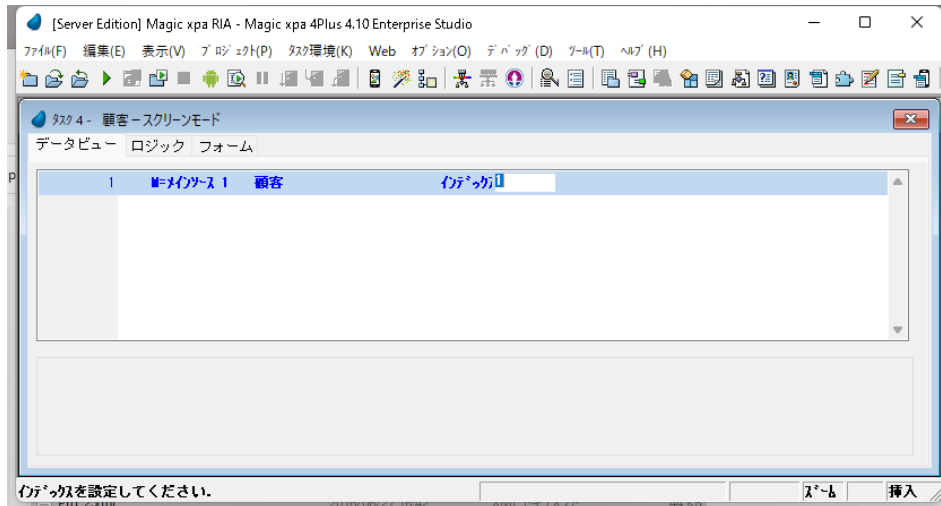 [Server Edition] Magic xpa RIA - Magic xpa 4Plus 4.10 Enterprise Studio
ﾌｧｲﾙ(F) 編集(E) 表示(V) ﾌﾟﾛｼﾞｪｸﾄ(P) ﾀｽｸ環境(K) Web ｵﾌﾟｼｮﾝ(O) ﾃﾞﾊﾞｯｸﾞ(D) ﾂｰﾙ(T) ﾍﾙﾌﾟ(H)
ﾀｽｸ 4 - 顧客－スクリーンモード
データビュー ロジック フォーム
1 M=ﾒｲﾝｿｰｽ 1 顧客 ｲﾝﾃﾞｯｸｽ: 1
ｲﾝﾃﾞｯｸｽを設定してください.
ｽﾞｰﾑ 挿入